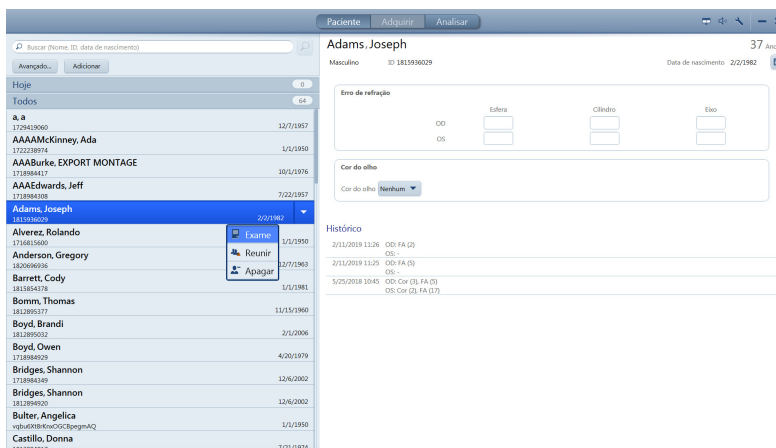 Paciente Adquirir Analisar
Buscar (Nome, ID, data de nascimento)
Avançado... Adicionar
Hoje 0
Todos 64
a, a
1729419060 12/7/1957
AAAAMcKinney, Ada
1722238974 1/1/1950
AAABurke, EXPORT MONTAGE
1718984417 10/1/1976
AAAEdwards, Jeff
1718984308 7/22/1957
Adams, Joseph
1815936029 2/2/1982
Exame
Reunir
Apagar
Alverez, Rolando
1716815600 1/1/1950
Anderson, Gregory
1820696936 12/7/1963
Barrett, Cody
1815854378 1/1/1981
Bomm, Thomas
1812895377 11/15/1960
Boyd, Brandi
1812895032 2/1/2006
Boyd, Owen
1718984929 4/20/1979
Bridges, Shannon
1718984349 12/6/2002
Bridges, Shannon
1812894920 12/6/2002
Bulter, Angelica
1/1/1950
Castillo, Donna
Adams, Joseph 37
Masculino ID 1815936029 Data de nascimento 2/2/1982
Erro de refração
Esfera Cilindro Eixo
OD
OS
Cor do olho
Cor do olho Nenhum
Histórico
2/11/2019 11:26 OD: FA (2)
OS: -
2/11/2019 11:25 OD: FA (5)
OS: -
5/25/2018 10:45 OD: Cor (3), FA (5)
OS: Cor (2), FA (17)